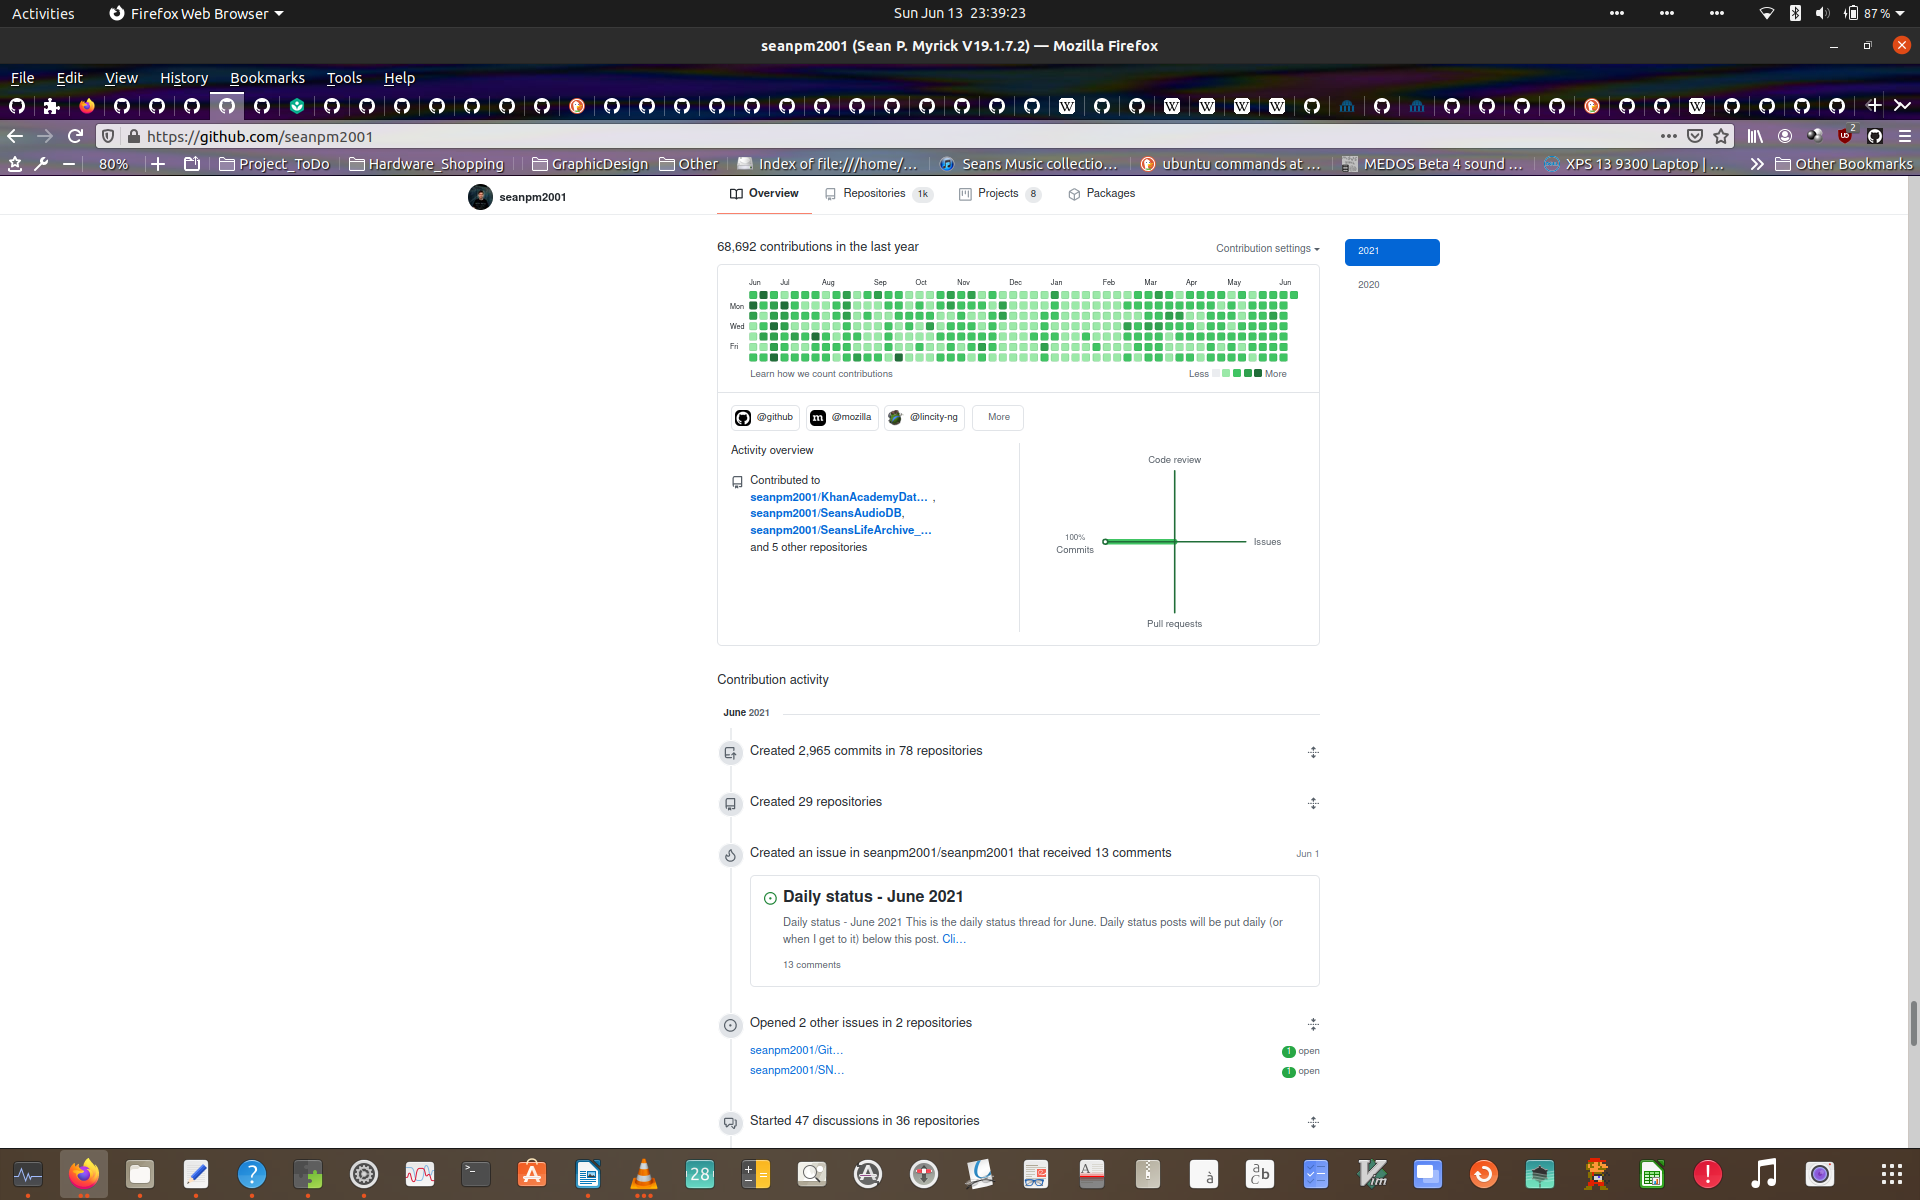 Activities
Firefox Web Browser
Sun Jun 13 23:39:23
87 %
seanpm2001 (Sean P. Myrick V19.1.7.2) — Mozilla Firefox
File Edit View History Bookmarks Tools Help
https://github.com/seanpm2001
2
80%
Project_ToDo
Hardware_Shopping
GraphicDesign
Other
Index of file:///home/...
Seans Music collectio...
ubuntu commands at ...
MEDOS Beta 4 sound ...
XPS 13 9300 Laptop | ...
Other Bookmarks
seanpm2001
Overview
Repositories 1k
Projects 8
Packages
68,692 contributions in the last year
Contribution settings
2021
2020
Jun Jul Aug Sep Oct Nov Dec Jan Feb Mar Apr May Jun
Mon
Wed
Fri
Learn how we count contributions
Less More
@github
@mozilla
@lincity-ng
More
Activity overview
Contributed to
seanpm2001/KhanAcademyDat... ,
seanpm2001/SeansAudioDB,
seanpm2001/SeansLifeArchive_...
and 5 other repositories
Code review
100%
Commits
Issues
Pull requests
Contribution activity
June 2021
Created 2,965 commits in 78 repositories
Created 29 repositories
Created an issue in seanpm2001/seanpm2001 that received 13 comments
Jun 1
Daily status - June 2021
Daily status - June 2021 This is the daily status thread for June. Daily status posts will be put daily (or
when I get to it) below this post. Cli...
13 comments
Opened 2 other issues in 2 repositories
seanpm2001/Git...
1 open
seanpm2001/SN...
1 open
Started 47 discussions in 36 repositories
28